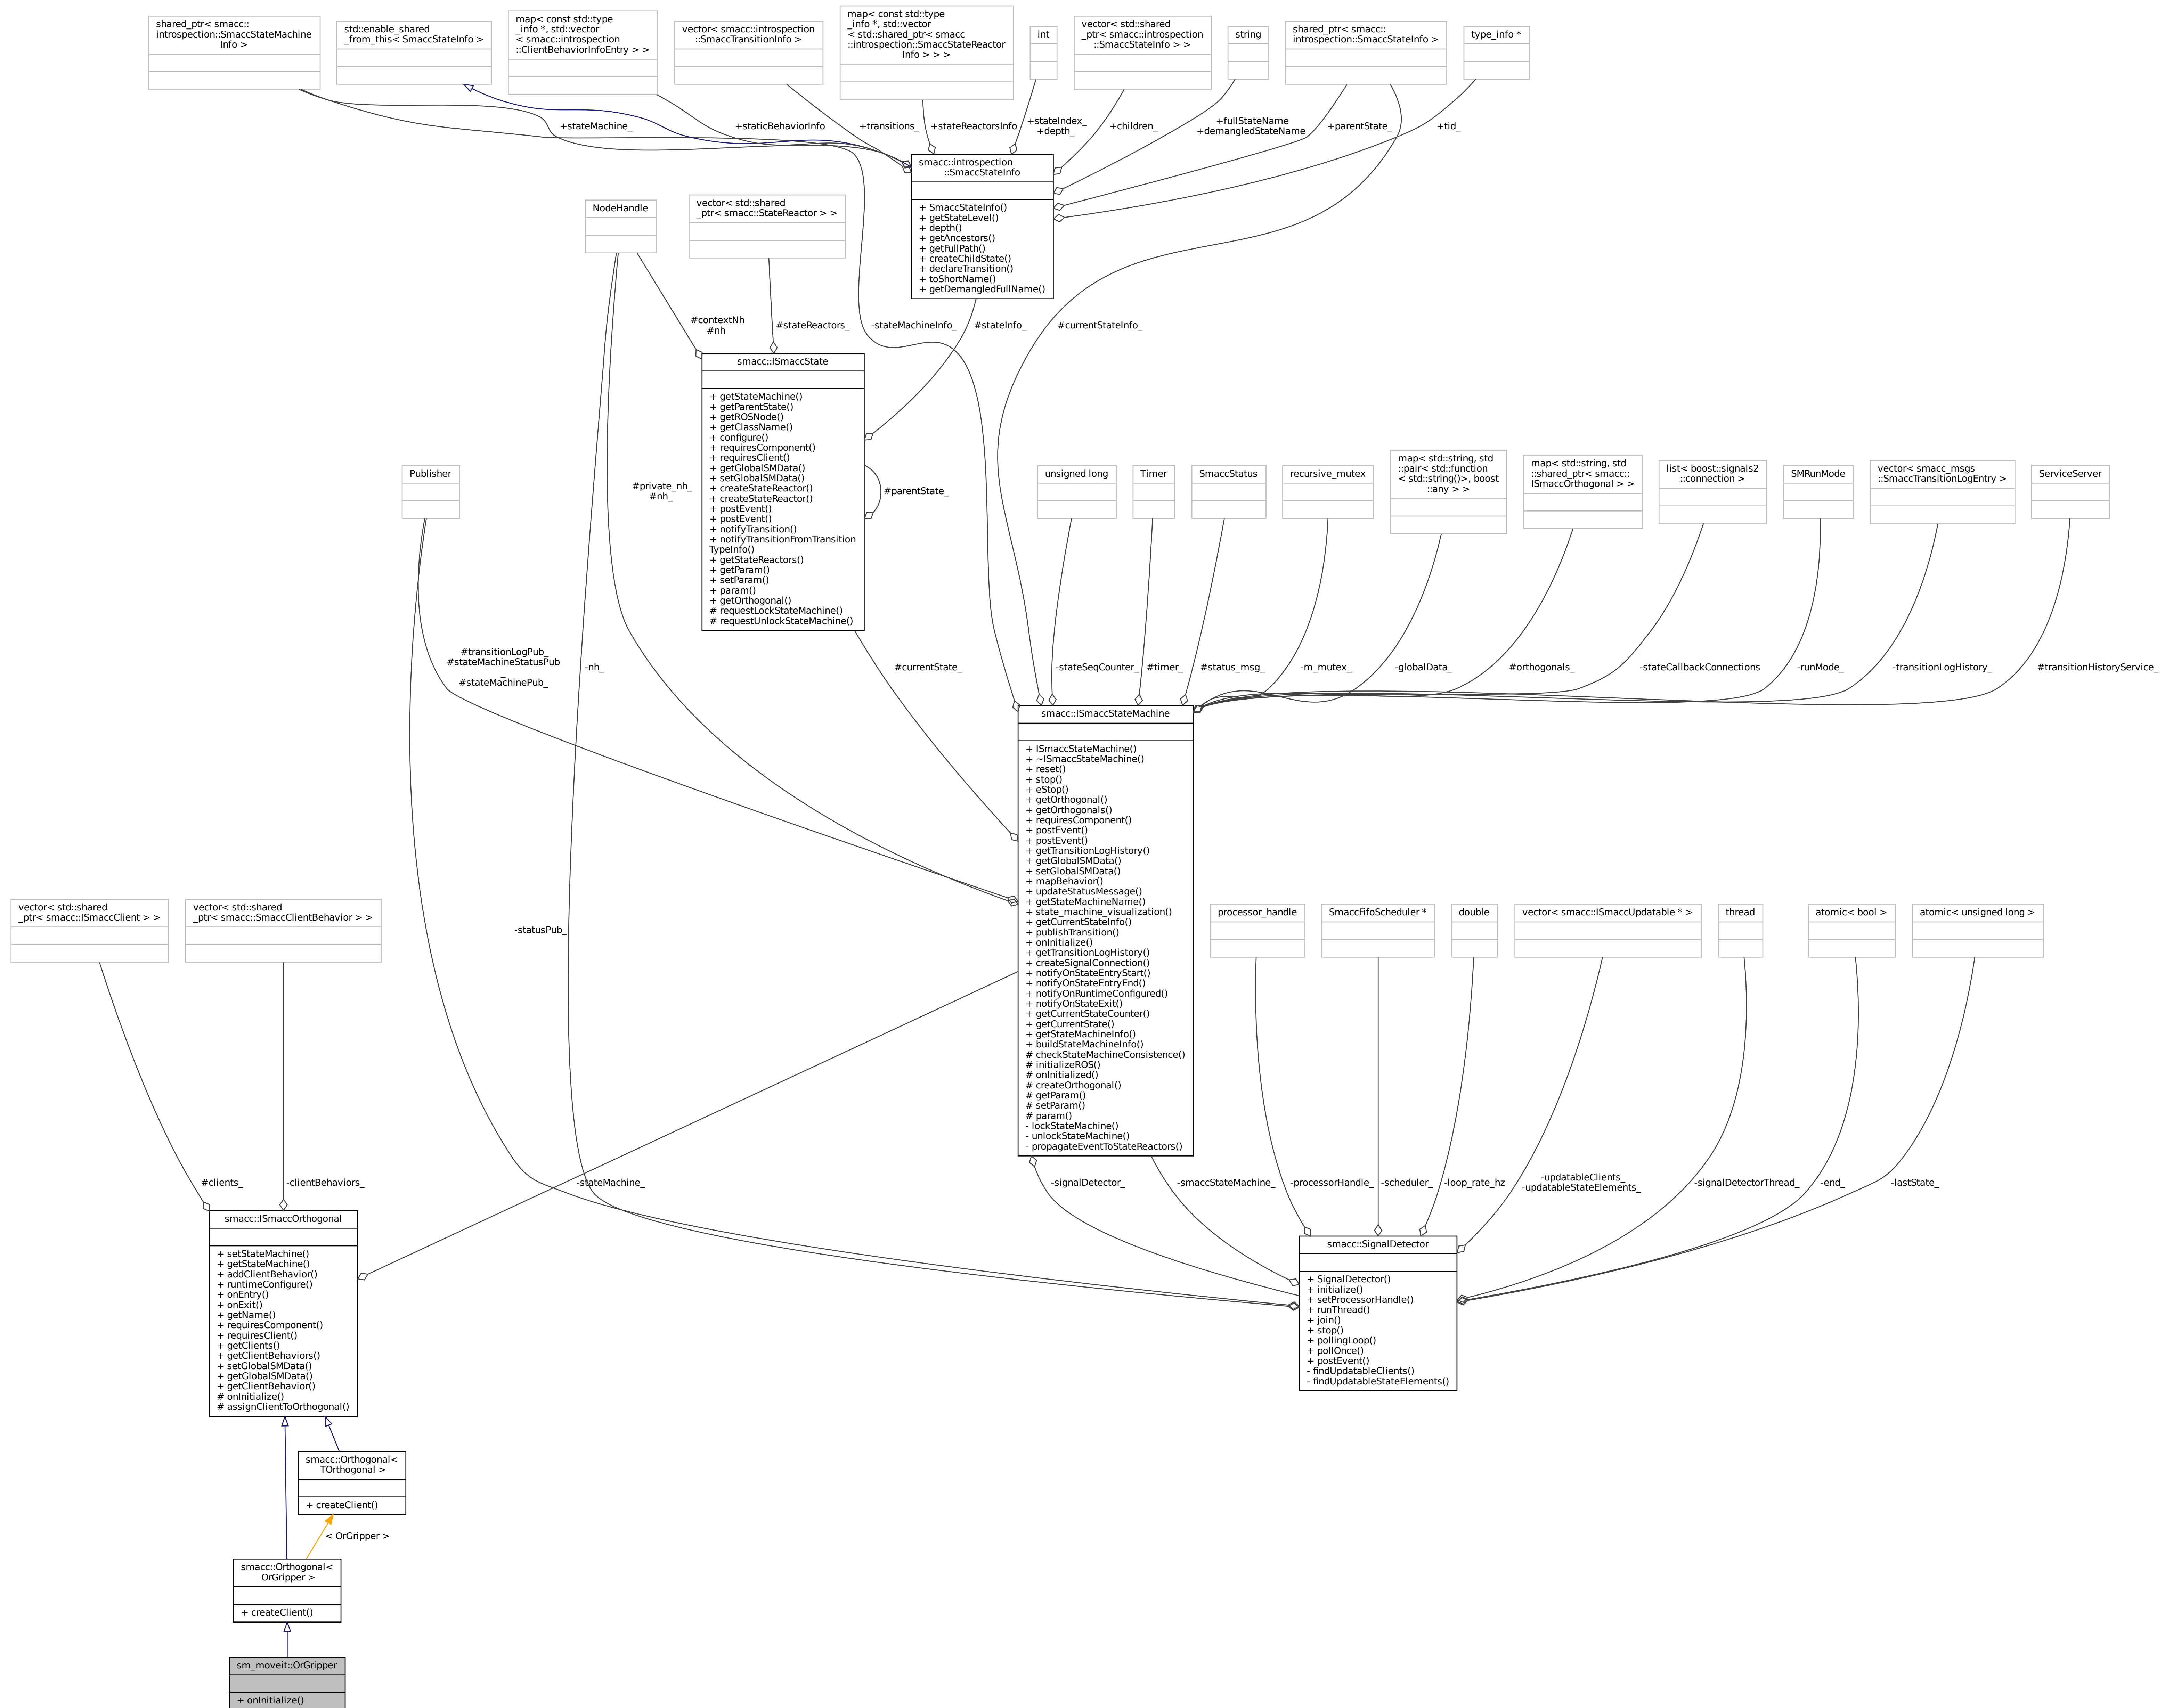 shared_ptr< smacc::
introspection::SmaccStateMachine
Info >
std::enable_shared
_from_this< SmaccStateInfo >
map< const std::type
_info *, std::vector
< smacc::introspection
::ClientBehaviorInfoEntry > >
vector< smacc::introspection
::SmaccTransitionInfo >
map< const std::type
_info *, std::vector
< std::shared_ptr< smacc
::introspection::SmaccStateReactor
Info > > >
int
vector< std::shared
_ptr< smacc::introspection
::SmaccStateInfo > >
string
shared_ptr< smacc::
introspection::SmaccStateInfo >
type_info *
+stateMachine_
+staticBehaviorInfo
+transitions_
+stateReactorsInfo
+stateIndex_
+depth_
+children_
+fullStateName
+demangledStateName
+parentState_
+tid_
smacc::introspection
::SmaccStateInfo
+ SmaccStateInfo()
+ getStateLevel()
+ depth()
+ getAncestors()
+ getFullPath()
+ createChildState()
+ declareTransition()
+ toShortName()
+ getDemangledFullName()
NodeHandle
vector< std::shared
_ptr< smacc::StateReactor > >
#contextNh
#nh
#stateReactors_
-stateMachineInfo_
#stateInfo_
#currentStateInfo_
smacc::ISmaccState
+ getStateMachine()
+ getParentState()
+ getROSNode()
+ getClassName()
+ configure()
+ requiresComponent()
+ requiresClient()
+ getGlobalSMData()
+ setGlobalSMData()
+ createStateReactor()
+ createStateReactor()
+ postEvent()
+ postEvent()
+ notifyTransition()
+ notifyTransitionFromTransition
TypeInfo()
+ getStateReactors()
+ getParam()
+ setParam()
+ param()
+ getOrthogonal()
# requestLockStateMachine()
# requestUnlockStateMachine()
#parentState_
#private_nh_
#nh_
Publisher
unsigned long
Timer
SmaccStatus
recursive_mutex
map< std::string, std
::pair< std::function
< std::string()>, boost
::any > >
map< std::string, std
::shared_ptr< smacc::
ISmaccOrthogonal > >
list< boost::signals2
::connection >
SMRunMode
vector< smacc_msgs
::SmaccTransitionLogEntry >
ServiceServer
#transitionLogPub_
#stateMachineStatusPub
_
#stateMachinePub_
-nh_
#currentState_
-stateSeqCounter_
#timer_
#status_msg_
-m_mutex_
-globalData_
#orthogonals_
-stateCallbackConnections
-runMode_
-transitionLogHistory_
#transitionHistoryService_
smacc::ISmaccStateMachine
+ ISmaccStateMachine()
+ ~ISmaccStateMachine()
+ reset()
+ stop()
+ eStop()
+ getOrthogonal()
+ getOrthogonals()
+ requiresComponent()
+ postEvent()
+ postEvent()
+ getTransitionLogHistory()
+ getGlobalSMData()
+ setGlobalSMData()
+ mapBehavior()
+ updateStatusMessage()
+ getStateMachineName()
+ state_machine_visualization()
+ getCurrentStateInfo()
+ publishTransition()
+ onInitialize()
+ getTransitionLogHistory()
+ createSignalConnection()
+ notifyOnStateEntryStart()
+ notifyOnStateEntryEnd()
+ notifyOnRuntimeConfigured()
+ notifyOnStateExit()
+ getCurrentStateCounter()
+ getCurrentState()
+ getStateMachineInfo()
+ buildStateMachineInfo()
# checkStateMachineConsistence()
# initializeROS()
# onInitialized()
# createOrthogonal()
# getParam()
# setParam()
# param()
- lockStateMachine()
- unlockStateMachine()
- propagateEventToStateReactors()
vector< std::shared
_ptr< smacc::ISmaccClient > >
vector< std::shared
_ptr< smacc::SmaccClientBehavior > >
-statusPub_
processor_handle
SmaccFifoScheduler *
double
vector< smacc::ISmaccUpdatable * >
thread
atomic< bool >
atomic< unsigned long >
#clients_
-clientBehaviors_
-stateMachine_
-signalDetector_
-smaccStateMachine_
-processorHandle_
-scheduler_
-loop_rate_hz
-updatableClients_
-updatableStateElements_
-signalDetectorThread_
-end_
-lastState_
smacc::ISmaccOrthogonal
+ setStateMachine()
+ getStateMachine()
+ addClientBehavior()
+ runtimeConfigure()
+ onEntry()
+ onExit()
+ getName()
+ requiresComponent()
+ requiresClient()
+ getClients()
+ getClientBehaviors()
+ setGlobalSMData()
+ getGlobalSMData()
+ getClientBehavior()
# onInitialize()
# assignClientToOrthogonal()
smacc::SignalDetector
+ SignalDetector()
+ initialize()
+ setProcessorHandle()
+ runThread()
+ join()
+ stop()
+ pollingLoop()
+ pollOnce()
+ postEvent()
- findUpdatableClients()
- findUpdatableStateElements()
smacc::Orthogonal<
TOrthogonal >
+ createClient()
< OrGripper >
smacc::Orthogonal<
OrGripper >
+ createClient()
sm_moveit::OrGripper
+ onInitialize()